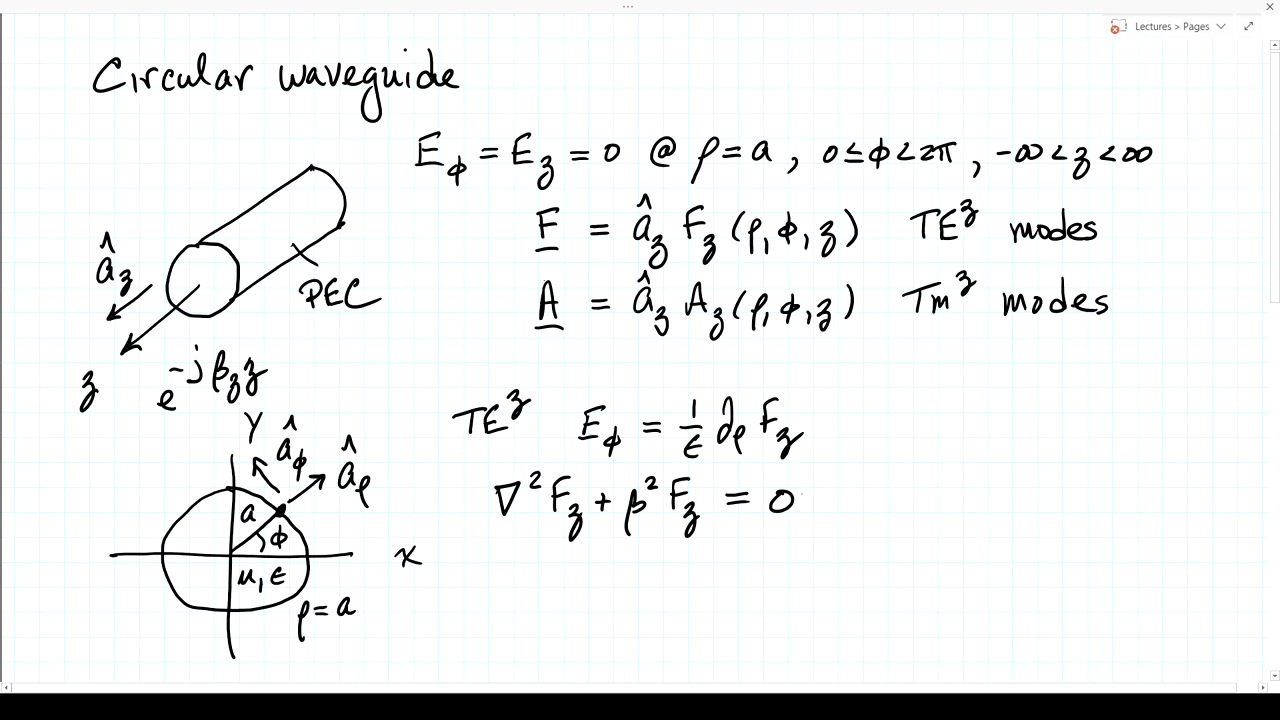 Lectures > Pages
Circular waveguide
E_φ = E_z = 0 @ ρ = a , 0 ≤ φ < 2π , -∞ < z < ∞
F = â_z F_z (ρ, φ, z) TE^z modes
A = â_z A_z (ρ, φ, z) Tm^z modes
â_z
PEC
z
e^{-jβ_z z}
TE^z E_φ = 1/ε ∂_ρ F_z
∇² F_z + β² F_z = 0
y
â_φ
â_ρ
a
φ
x
μ, ε
ρ = a